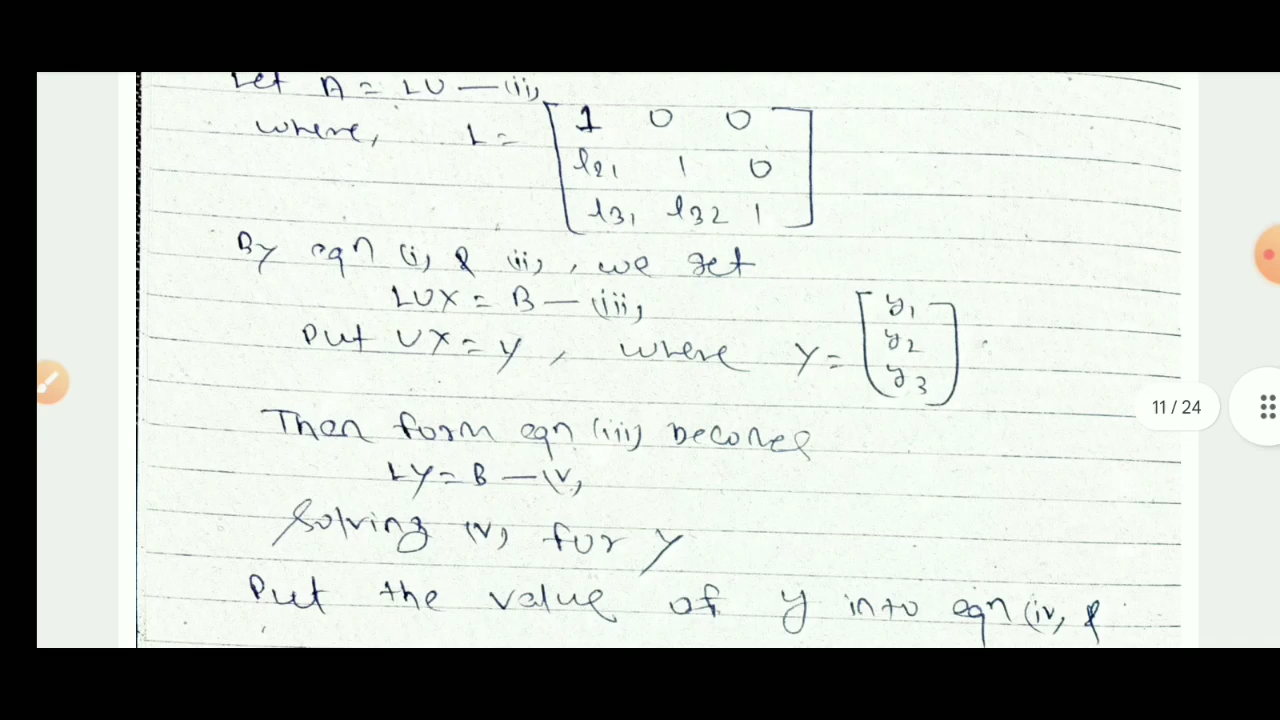 Let A = LU — (ii)
where, L = [1 0 0
l21 1 0
l31 l32 1]
By eqn (i) & (ii), we get
LUX = B — (iii)
Put UX = Y, where Y = [y1
y2
y3]
Then form eqn (iii) becomes
LY = B — (v)
Solving (v) for Y
Put the value of y into eqn (iv) &
11 / 24